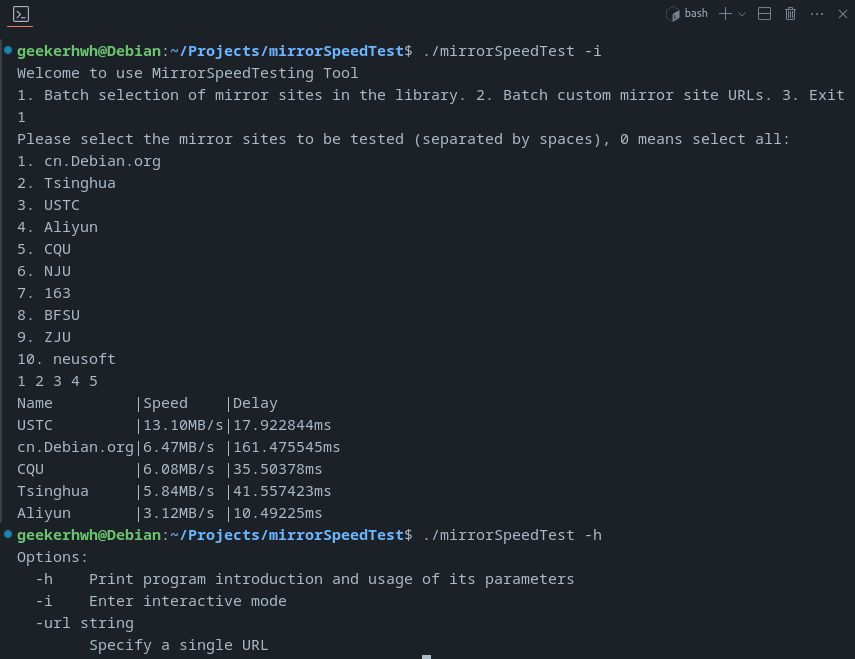 bash
geekerhwh@Debian:~/Projects/mirrorSpeedTest$ ./mirrorSpeedTest -i
Welcome to use MirrorSpeedTesting Tool
1. Batch selection of mirror sites in the library. 2. Batch custom mirror site URLs. 3. Exit
1
Please select the mirror sites to be tested (separated by spaces), 0 means select all:
1. cn.Debian.org
2. Tsinghua
3. USTC
4. Aliyun
5. CQU
6. NJU
7. 163
8. BFSU
9. ZJU
10. neusoft
1 2 3 4 5
Name         |Speed    |Delay
USTC         |13.10MB/s|17.922844ms
cn.Debian.org|6.47MB/s |161.475545ms
CQU          |6.08MB/s |35.50378ms
Tsinghua     |5.84MB/s |41.557423ms
Aliyun       |3.12MB/s |10.49225ms
geekerhwh@Debian:~/Projects/mirrorSpeedTest$ ./mirrorSpeedTest -h
Options:
  -h    Print program introduction and usage of its parameters
  -i    Enter interactive mode
  -url string
        Specify a single URL